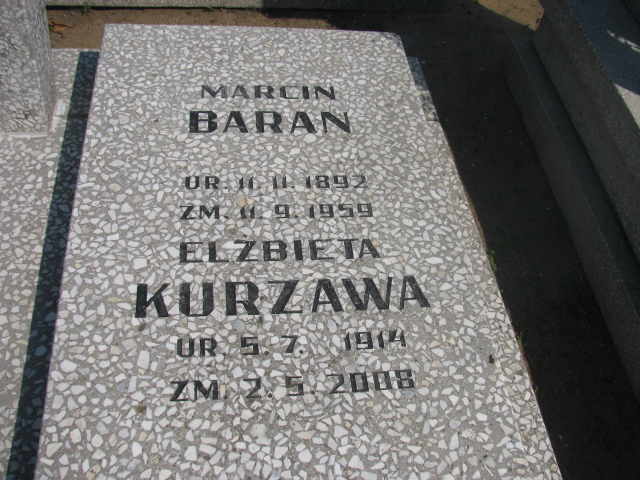 MARCIN
BARAN
UR. 11. 11. 1892
ZM. 11. 9. 1959
ELŻBIETA
KURZAWA
UR. 5. 7. 1914
ZM. 2. 5. 2008